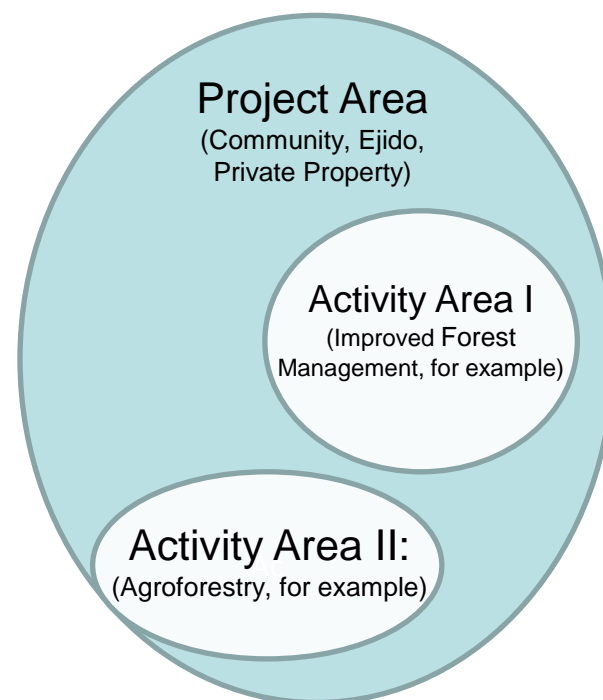 Project Area
(Community, Ejido,
Private Property)
Activity Area I
(Improved Forest
Management, for example)
Activity Area II:
(Agroforestry, for example)